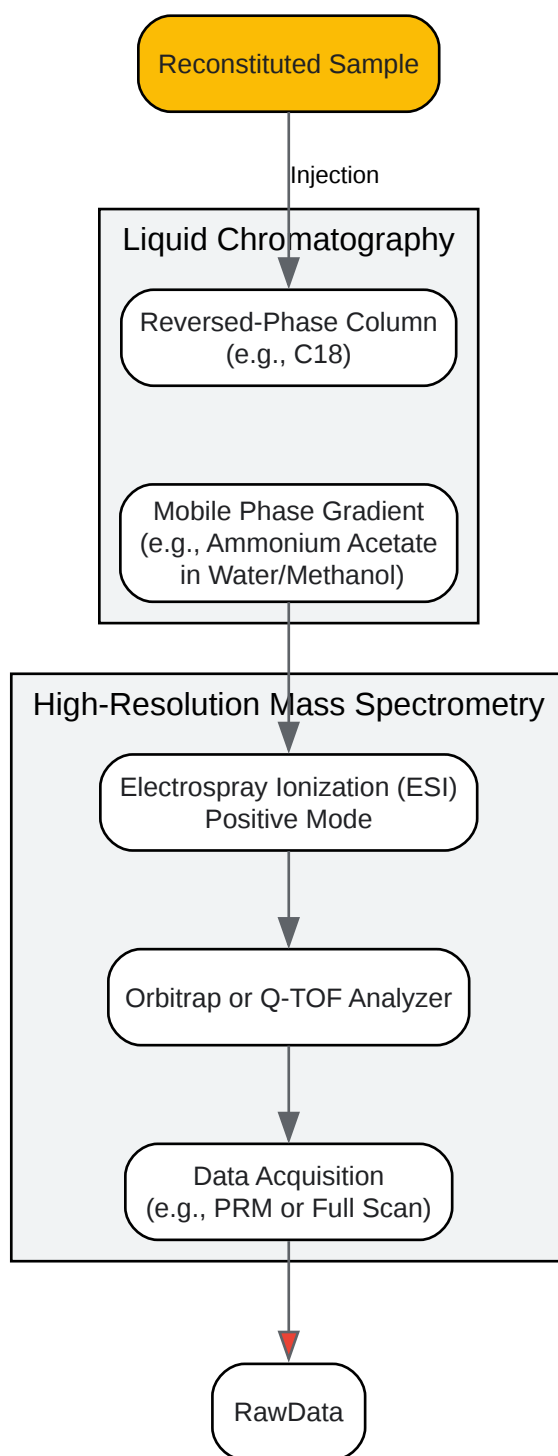 Reconstituted Sample
Injection
Liquid Chromatography
Reversed-Phase Column
(e.g., C18)
Mobile Phase Gradient
(e.g., Ammonium Acetate
in Water/Methanol)
High-Resolution Mass Spectrometry
Electrospray Ionization (ESI)
Positive Mode
Orbitrap or Q-TOF Analyzer
Data Acquisition
(e.g., PRM or Full Scan)
RawData